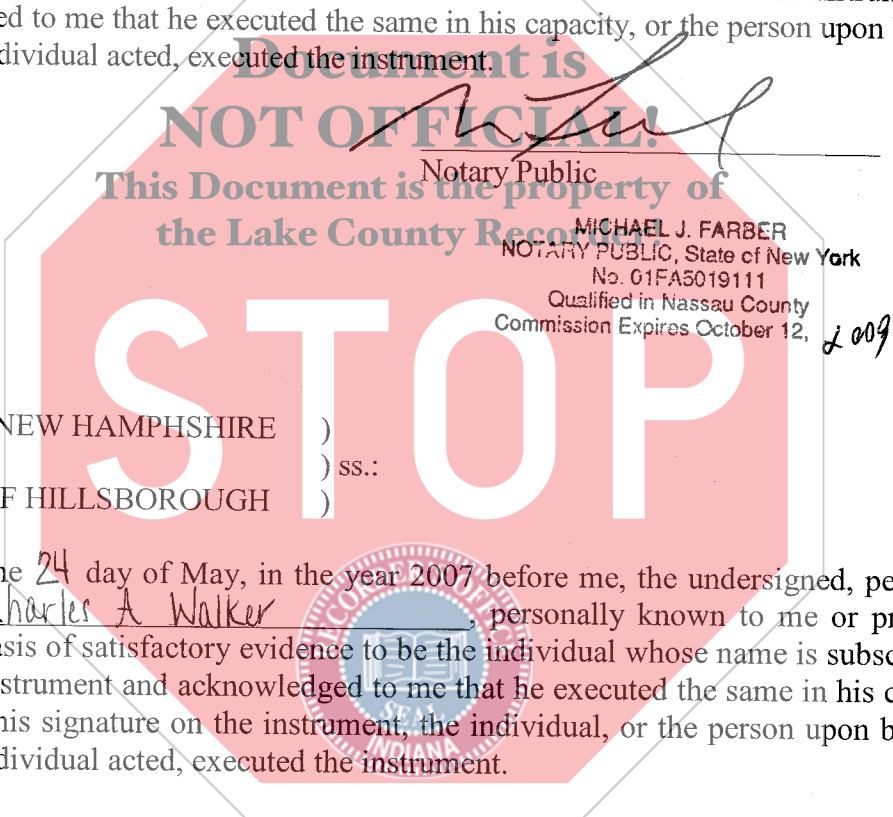 ed to me that he executed the same in his capacity, or the person upon
dividual acted, executed the instrument.
Document is
NOT OFFICIAL!
Notary Public
This Document is the property of
the Lake County Recorder!
MICHAEL J. FARBER
NOTARY PUBLIC, State of New York
No. 01FA5019111
Qualified in Nassau County
Commission Expires October 12, 2009
STOP
NEW HAMPHSHIRE )
) ss.:
F HILLSBOROUGH )
ne 24 day of May, in the year 2007 before me, the undersigned, pe
Charles A Walker, personally known to me or pr
asis of satisfactory evidence to be the individual whose name is subsc
strument and acknowledged to me that he executed the same in his c
his signature on the instrument, the individual, or the person upon b
dividual acted, executed the instrument.
RECORDER OFFICE
SEAL
INDIANA